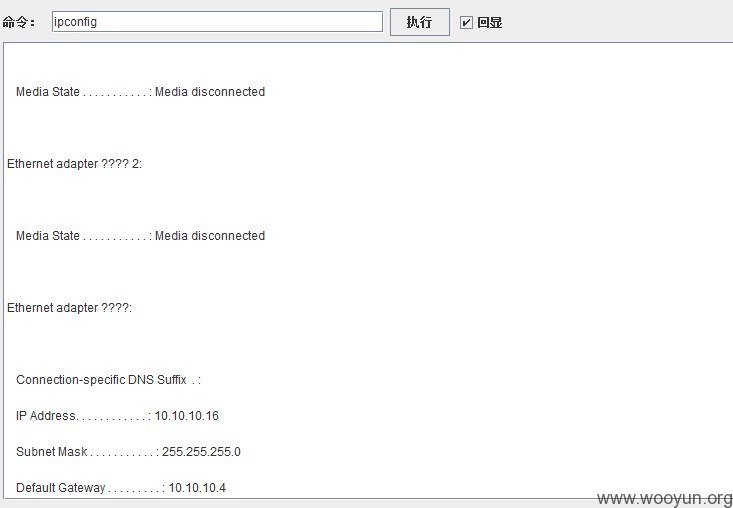 命令： ipconfig 执行 回显
Media State . . . . . . . . . . . : Media disconnected
Ethernet adapter ???? 2:
Media State . . . . . . . . . . . : Media disconnected
Ethernet adapter ????:
Connection-specific DNS Suffix  . :
IP Address. . . . . . . . . . . . : 10.10.10.16
Subnet Mask . . . . . . . . . . . : 255.255.255.0
Default Gateway . . . . . . . . . : 10.10.10.4
www.wooyun.org